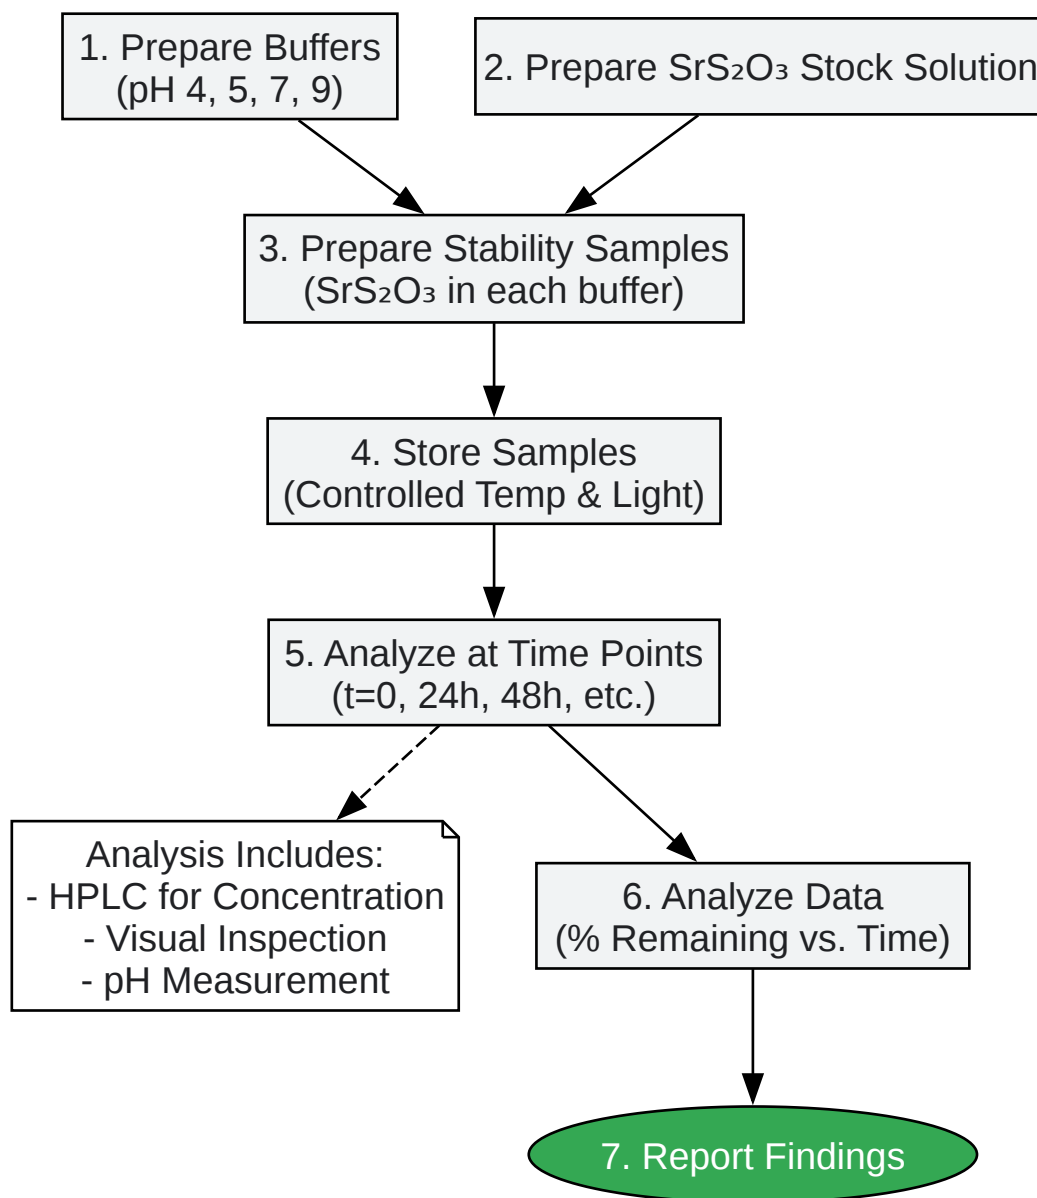 1. Prepare Buffers
(pH 4, 5, 7, 9)
2. Prepare SrS₂O₃ Stock Solution
3. Prepare Stability Samples
(SrS₂O₃ in each buffer)
4. Store Samples
(Controlled Temp & Light)
5. Analyze at Time Points
(t=0, 24h, 48h, etc.)
Analysis Includes:
- HPLC for Concentration
- Visual Inspection
- pH Measurement
6. Analyze Data
(% Remaining vs. Time)
7. Report Findings